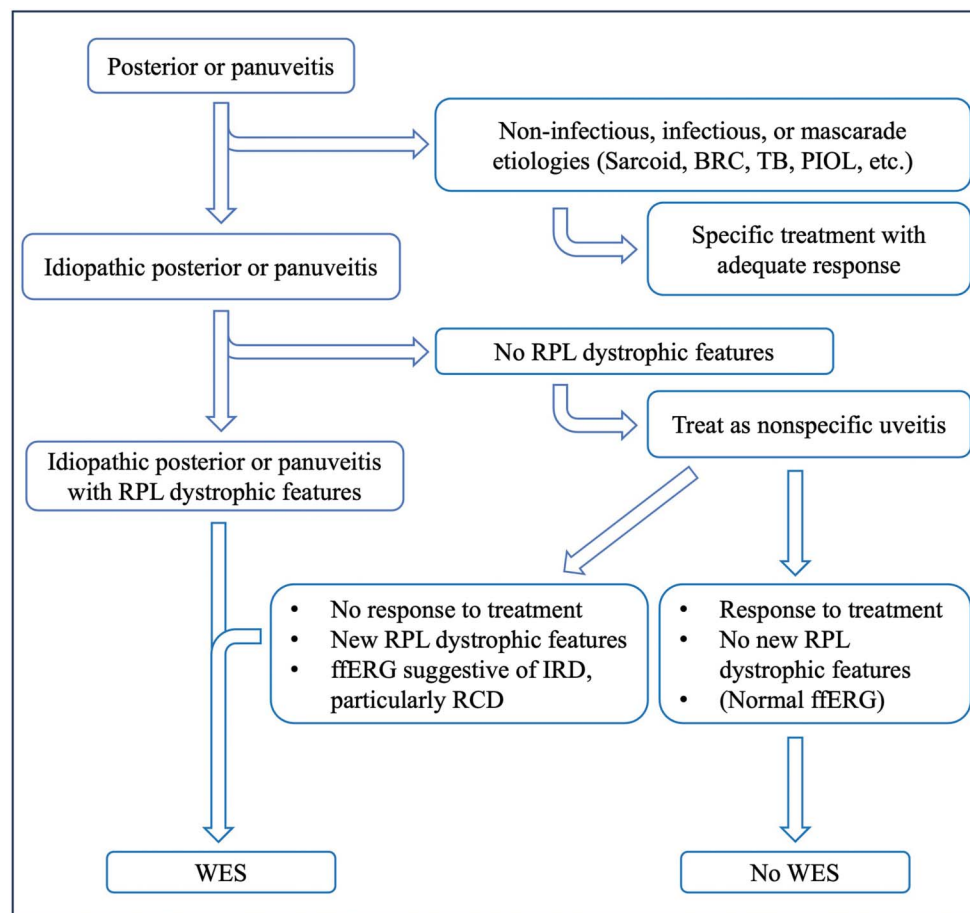 Posterior or panuveitis
Non-infectious, infectious, or mascarade
etiologies (Sarcoid, BRC, TB, PIOL, etc.)
Specific treatment with
adequate response
Idiopathic posterior or panuveitis
No RPL dystrophic features
Treat as nonspecific uveitis
Idiopathic posterior or panuveitis
with RPL dystrophic features
• No response to treatment
• New RPL dystrophic features
• ffERG suggestive of IRD,
particularly RCD
• Response to treatment
• No new RPL
dystrophic features
• (Normal ffERG)
WES
No WES